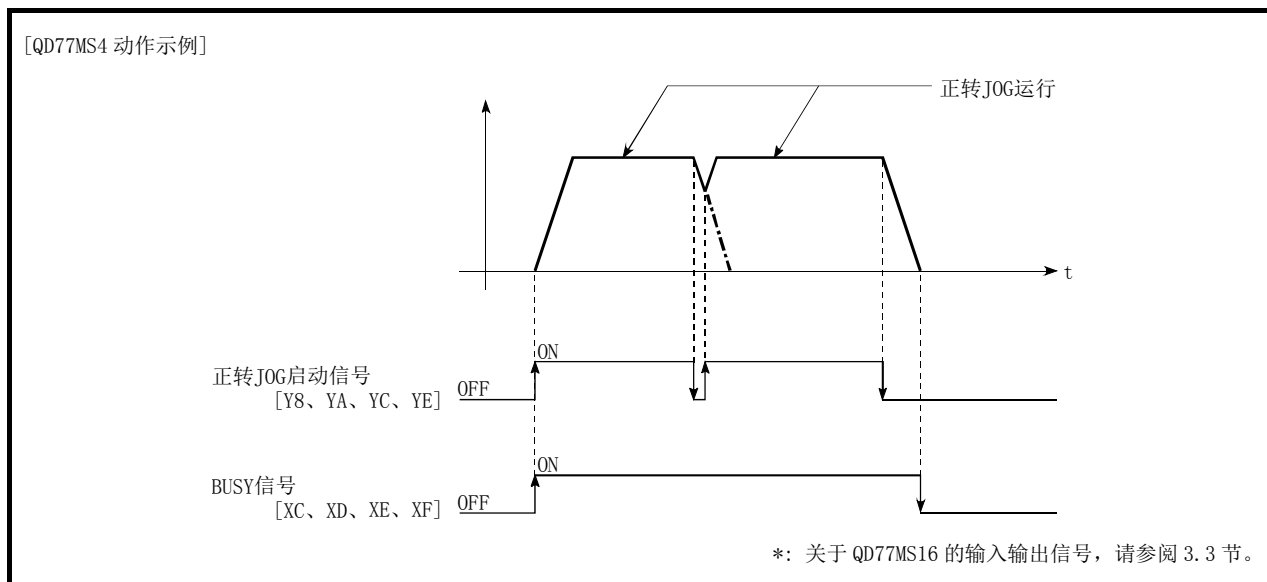 [QD77MS4 动作示例]
正转JOG运行
t
ON
正转JOG启动信号
[Y8、YA、YC、YE] OFF
ON
BUSY信号
[XC、XD、XE、XF] OFF
*: 关于 QD77MS16 的输入输出信号，请参阅 3.3 节。